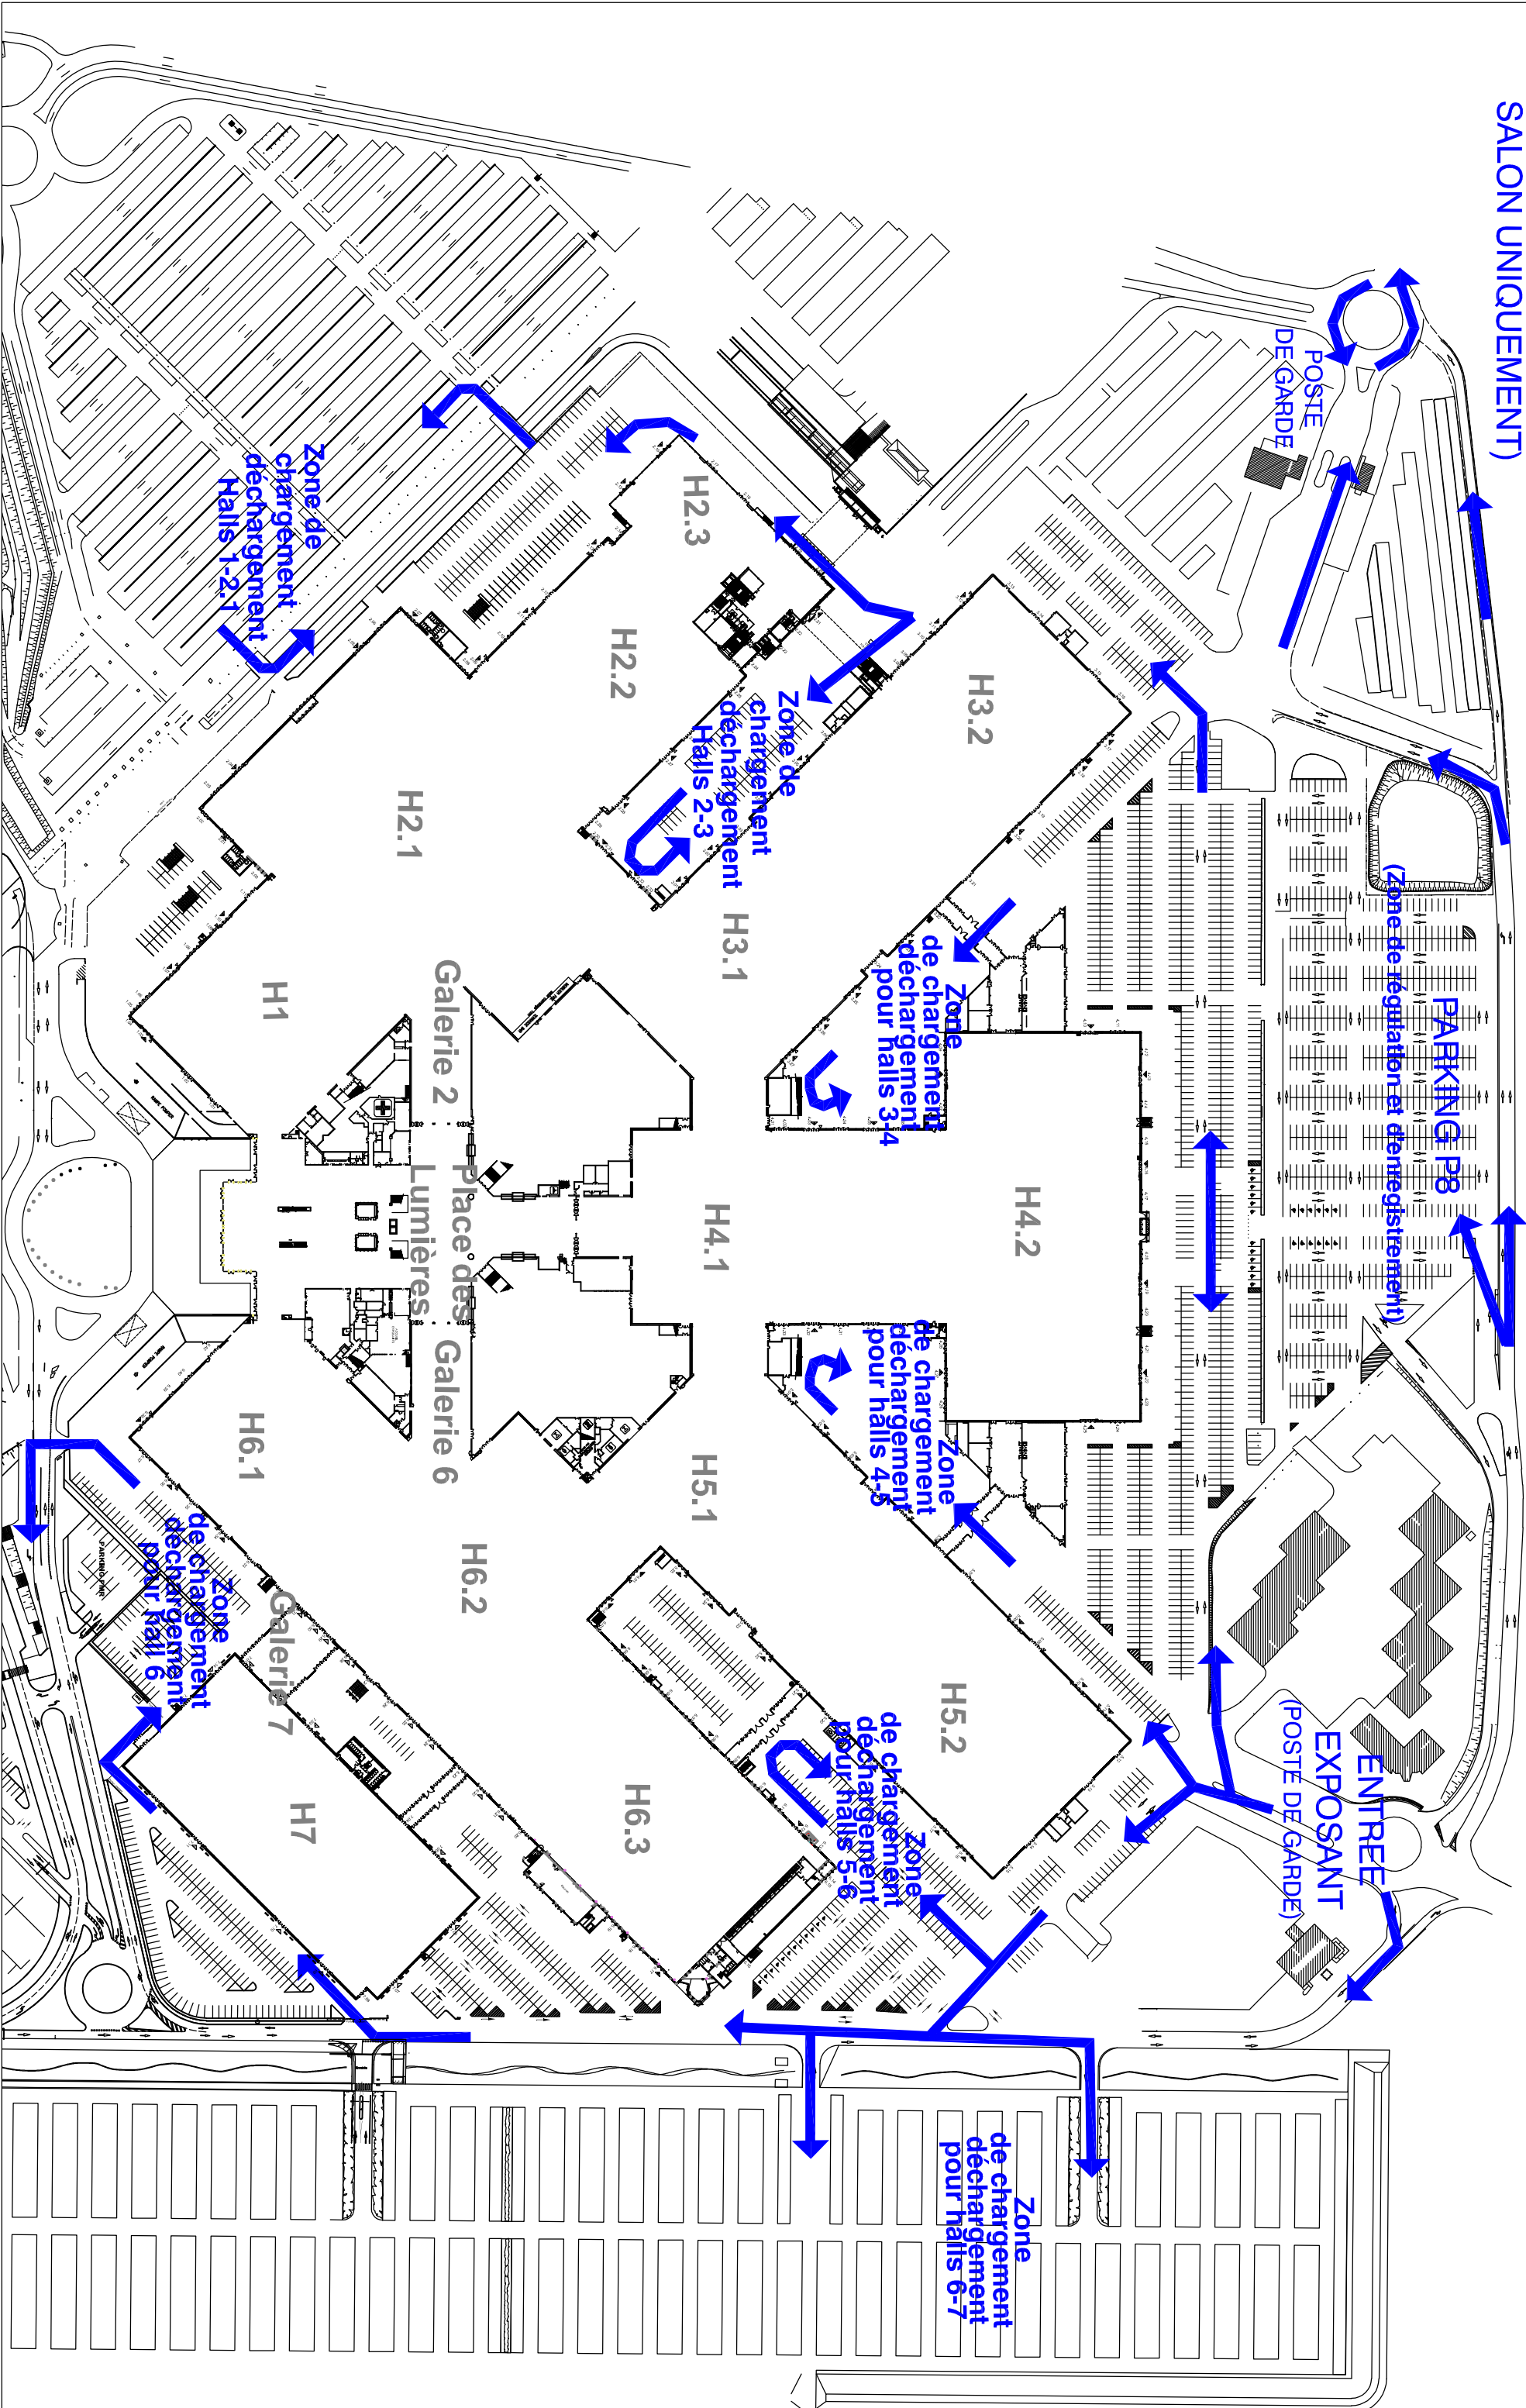 SALON UNIQUEMENT)
POSTE
DE GARDE
PARKING P8
(Zone de régulation et d'enregistrement)
ENTREE
EXPOSANT
(POSTE DE GARDE)
H3.2
H4.2
H5.2
Zone
de chargement
déchargement
pour halls 3-4
Zone
de chargement
déchargement
pour halls 4-5
Zone
de chargement
déchargement
pour halls 5-6
Zone
de chargement
déchargement
pour halls 6-7
Zone de
chargement
déchargement
Halls 2-3
H2.3
H2.2
H3.1
H4.1
H5.1
H6.3
H2.1
Galerie 2
Place des
Lumières
Galerie 6
H6.2
Zone de
chargement
déchargement
Halls 1-2.1
H1
H6.1
Galerie 7
H7
Zone
de chargement
déchargement
pour hall 6
PARKING PMR